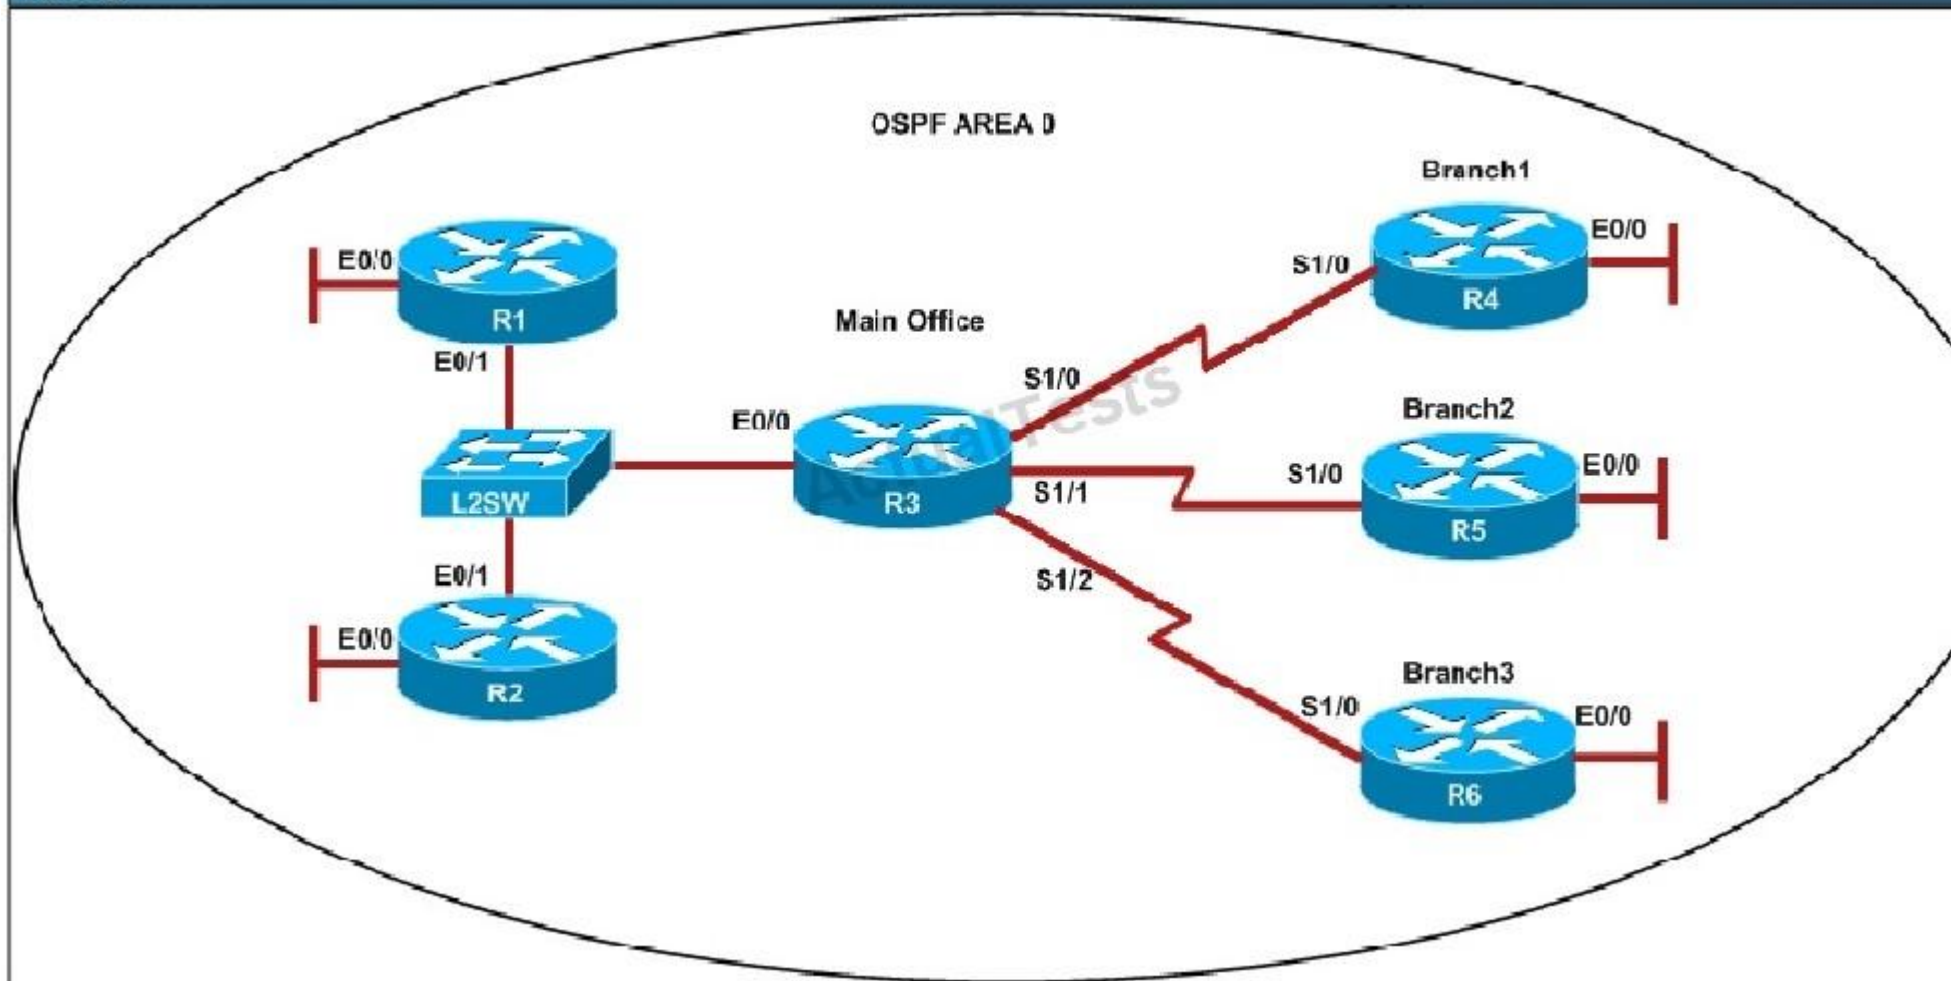 OSPF AREA 0
Branch1
E0/0
S1/0
R4
E0/0
R1
E0/1
Main Office
S1/0
E0/0
R3
S1/1
ActualTests
Branch2
S1/0
E0/0
R5
L2SW
E0/1
E0/0
R2
S1/2
Branch3
S1/0
E0/0
R6